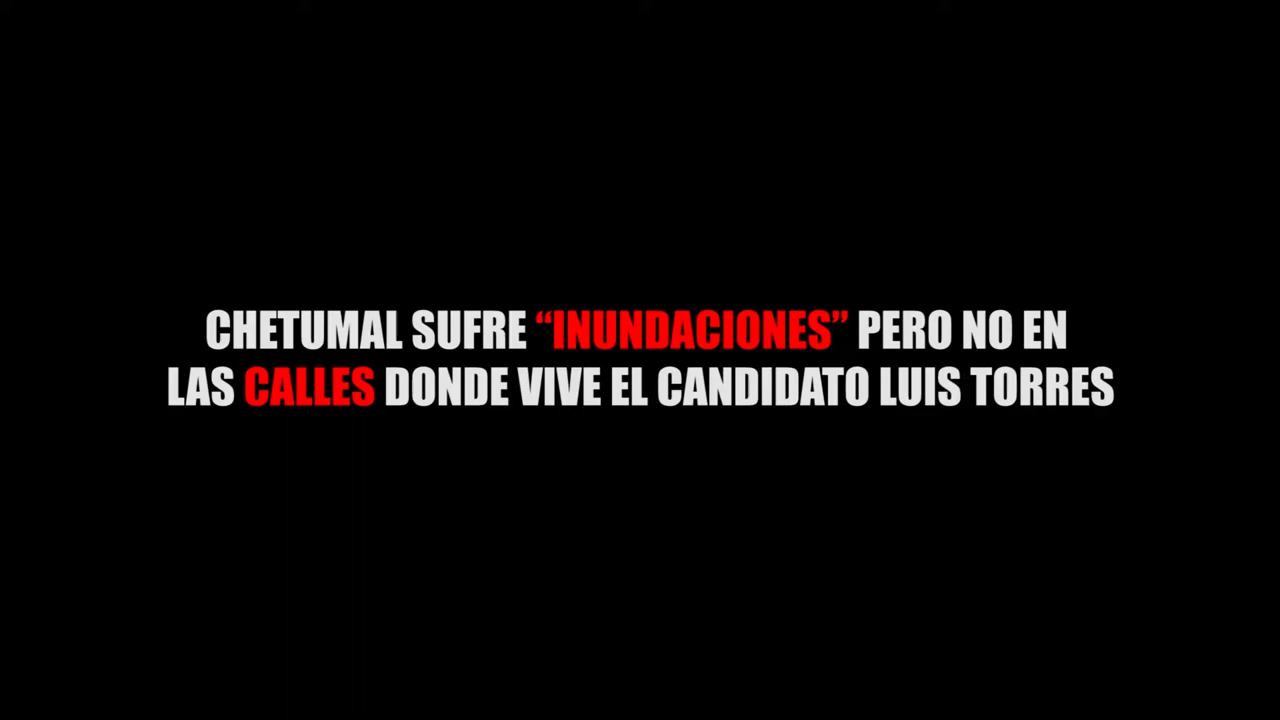 CHETUMAL SUFRE “INUNDACIONES” PERO NO EN
LAS CALLES DONDE VIVE EL CANDIDATO LUIS TORRES